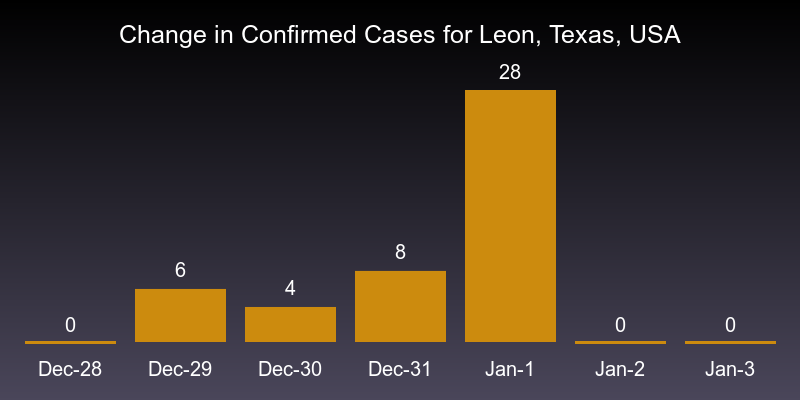 Change in Confirmed Cases for Leon, Texas, USA
28
6
4
8
0
0
0
Dec-28
Dec-29
Dec-30
Dec-31
Jan-1
Jan-2
Jan-3